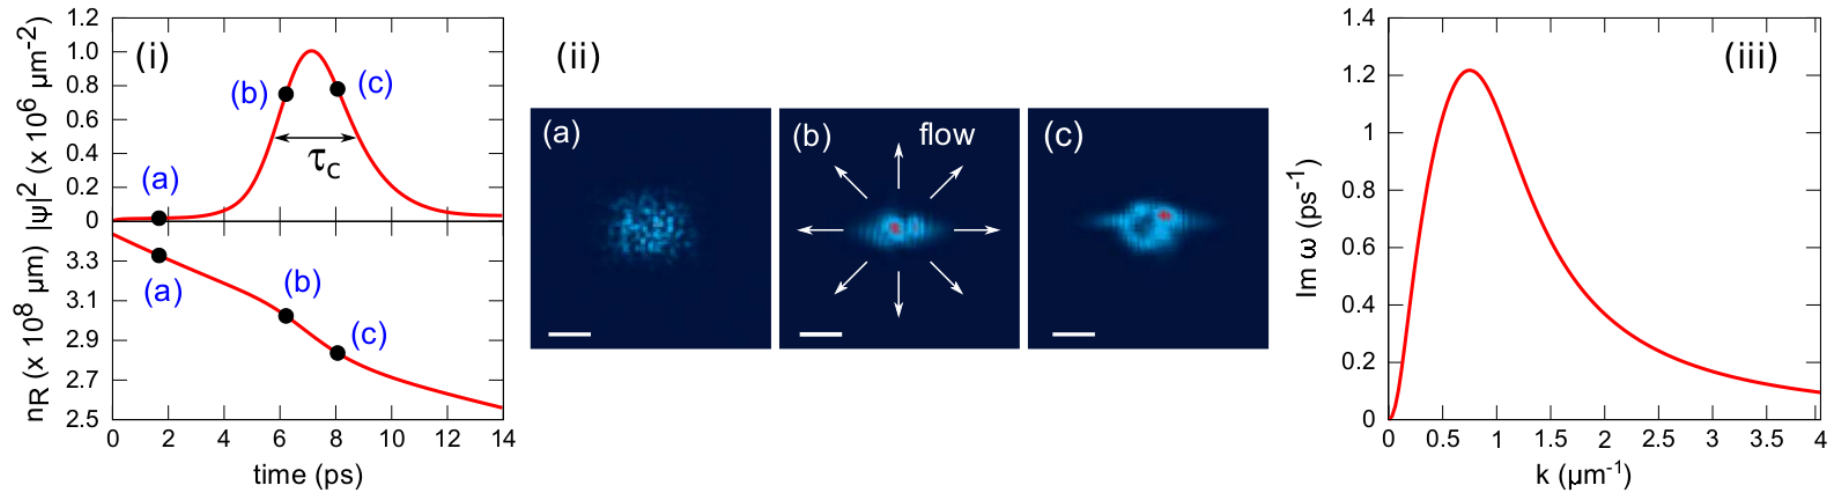 (i)
|ψ|² (x 10⁶ μm⁻²)
1.2
1.0
0.8
0.6
0.4
0.2
0
(a)
(b)
(c)
τc
nR (x 10⁸ μm)
3.3
3.1
2.9
2.7
2.5
(a)
(b)
(c)
0 2 4 6 8 10 12 14
time (ps)
(ii)
(a)
(b)
flow
(c)
(iii)
Im ω (ps⁻¹)
1.4
1.2
1
0.8
0.6
0.4
0.2
0
0 0.5 1 1.5 2 2.5 3 3.5 4
k (μm⁻¹)